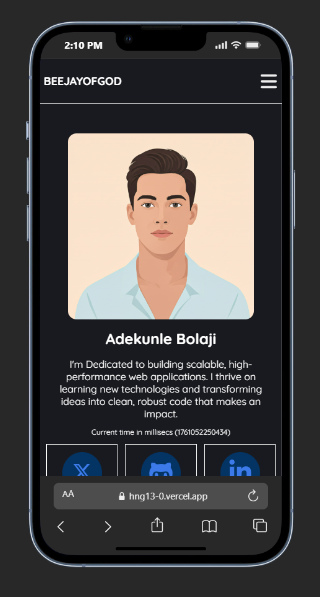 2:10 PM
BEEJAYOFGOD
Adekunle Bolaji
I'm Dedicated to building scalable, high-
performance web applications. I thrive on
learning new technologies and transforming
ideas into clean, robust code that makes an
impact.
Current time in millisecs (1761052250434)
AA
hng13-0.vercel.app